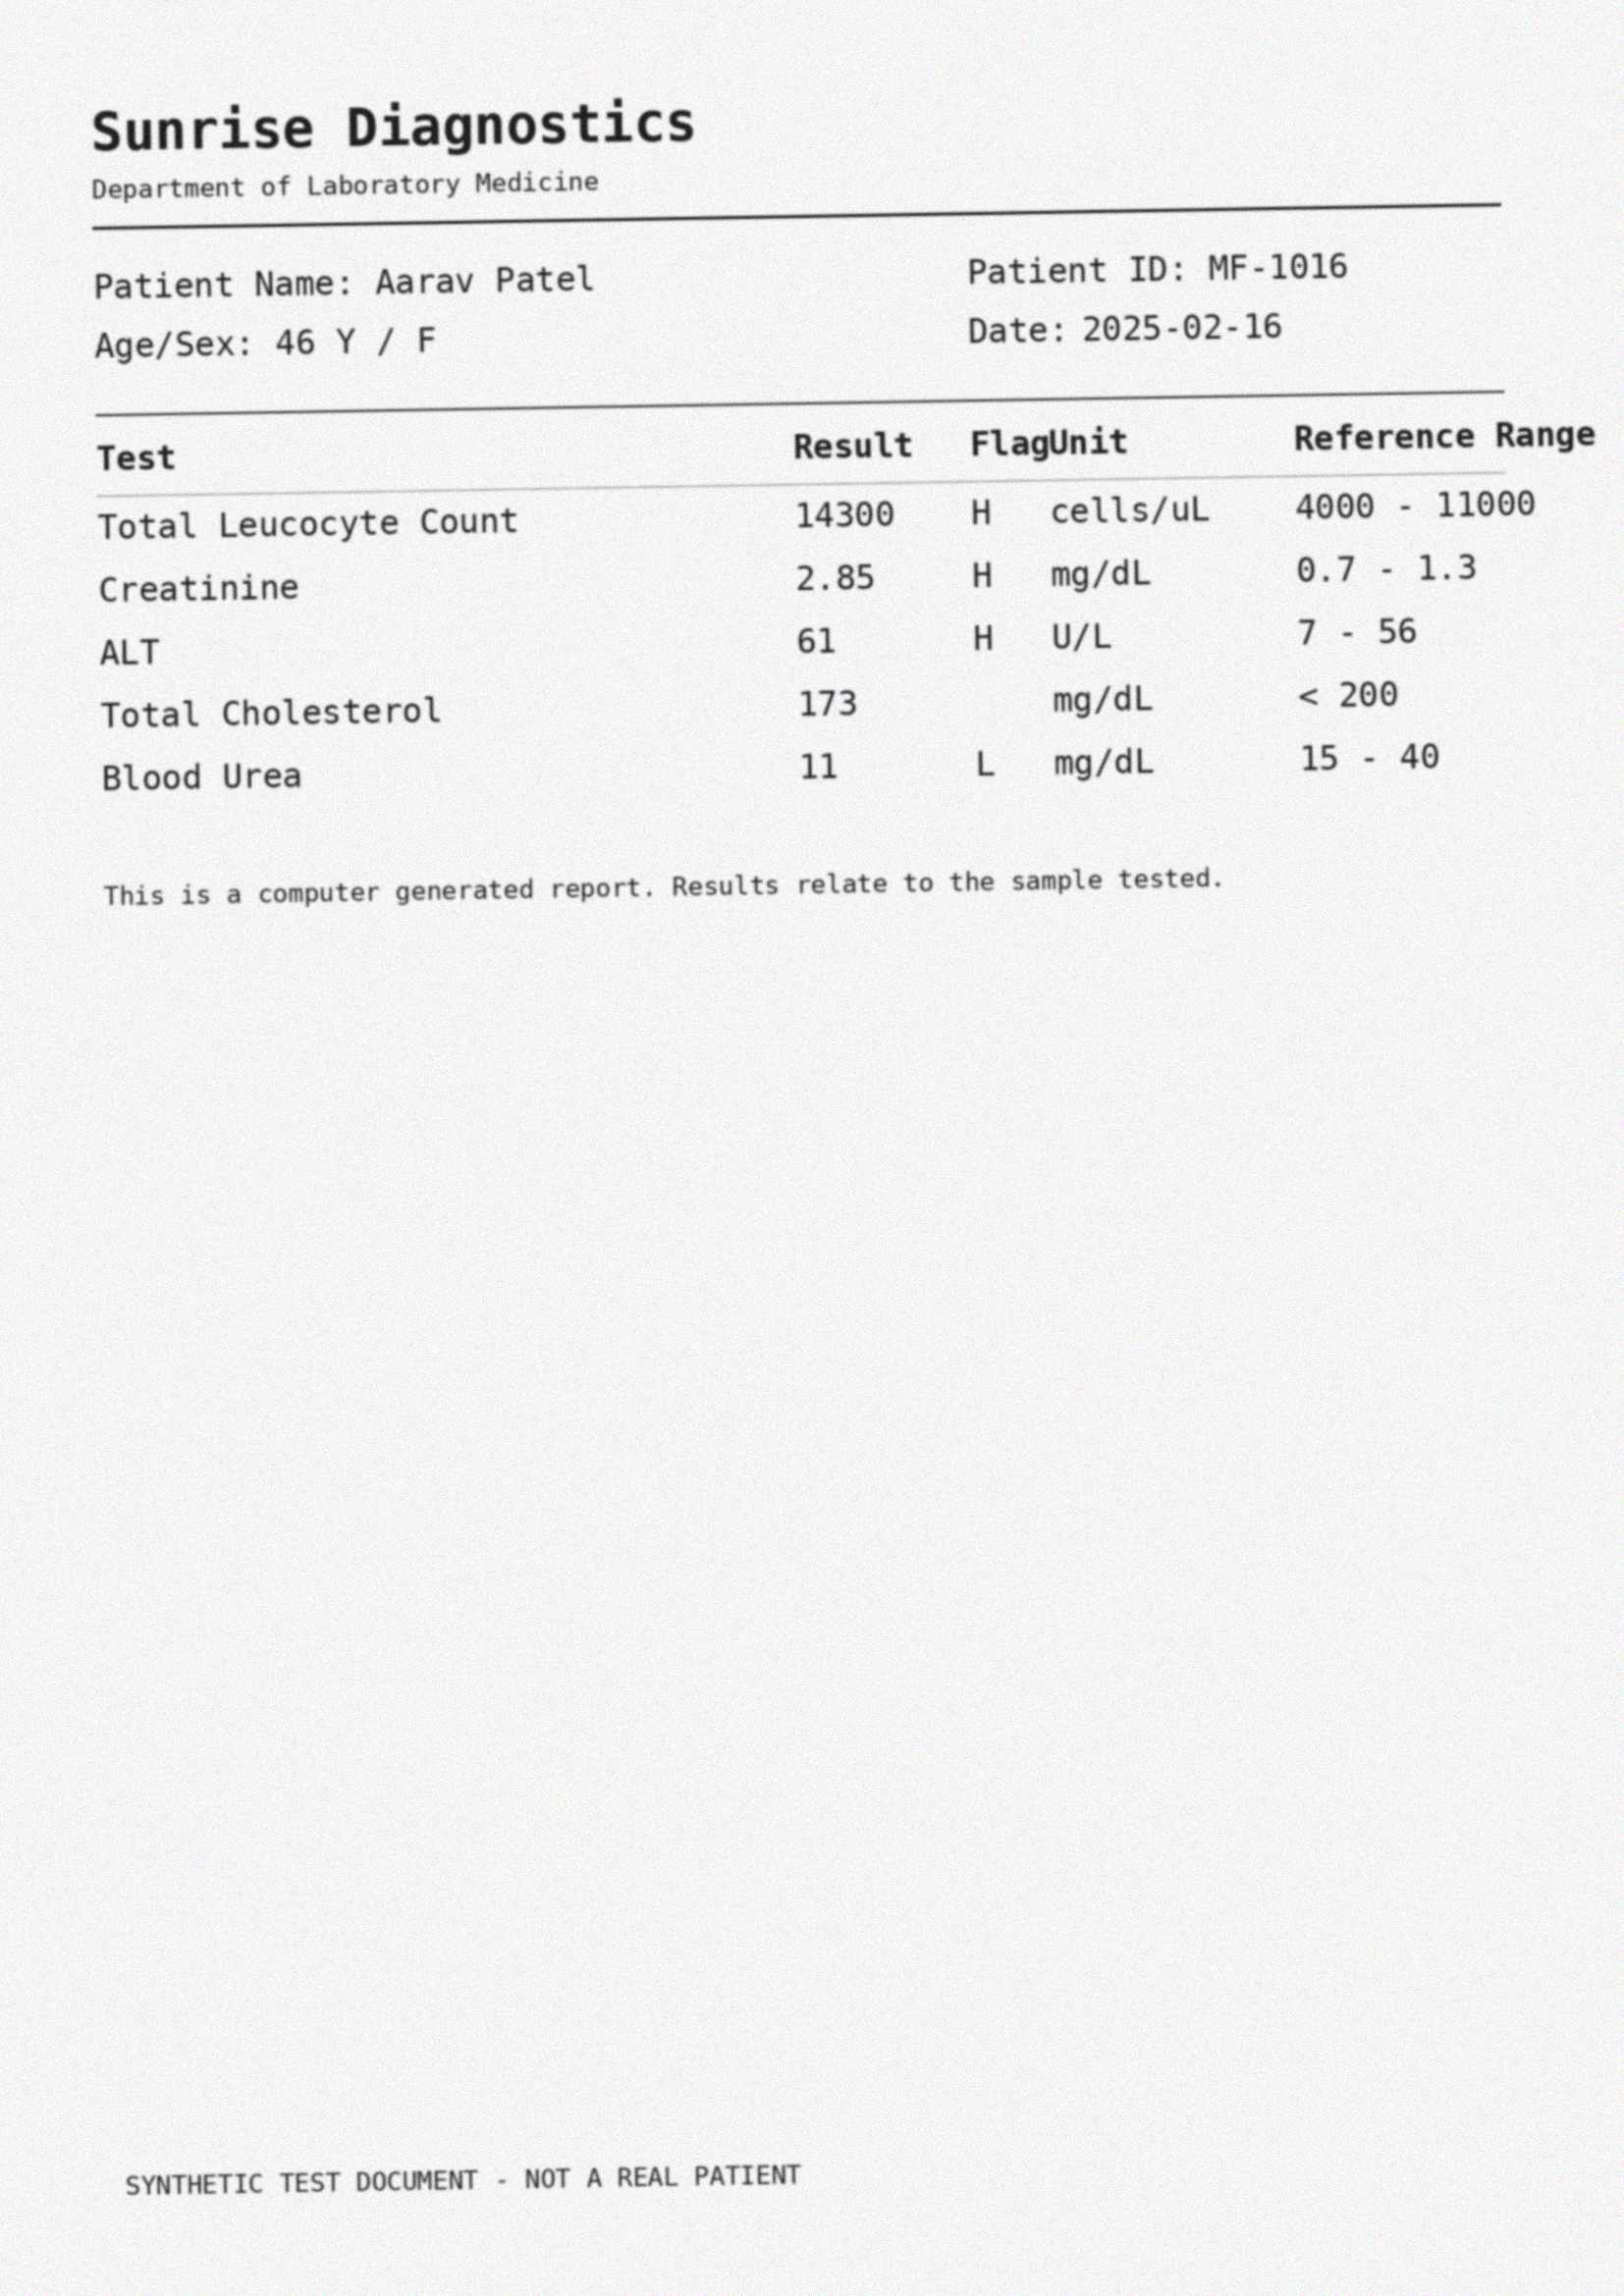 Sunrise Diagnostics
Department of Laboratory Medicine
Patient Name: Aarav Patel Patient ID: MF-1016
Age/Sex: 46 Y / F Date: 2025-02-16
Test Result Flag Unit Reference Range
Total Leucocyte Count 14300 H cells/uL 4000 - 11000
Creatinine 2.85 H mg/dL 0.7 - 1.3
ALT 61 H U/L 7 - 56
Total Cholesterol 173 mg/dL < 200
Blood Urea 11 L mg/dL 15 - 40
This is a computer generated report. Results relate to the sample tested.
SYNTHETIC TEST DOCUMENT - NOT A REAL PATIENT